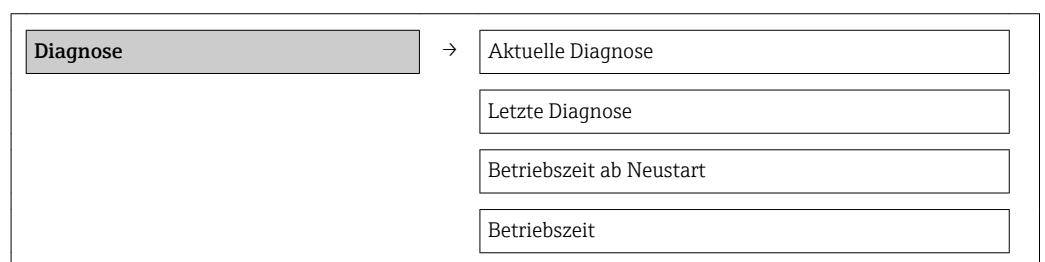 Diagnose → Aktuelle Diagnose
Letzte Diagnose
Betriebszeit ab Neustart
Betriebszeit